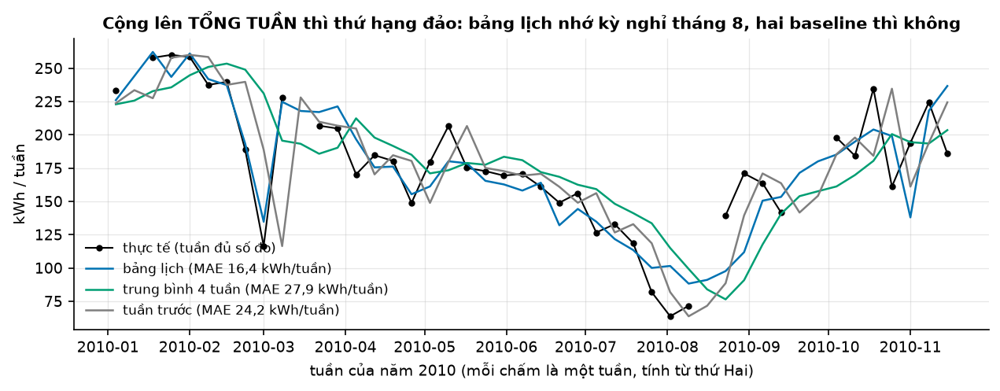 Cộng lên TỔNG TUẦN thì thứ hạng đảo: bảng lịch nhớ kỳ nghỉ tháng 8, hai baseline thì không
kWh / tuần
250
225
200
175
150
125
100
75
thực tế (tuần đủ số đo)
bảng lịch (MAE 16,4 kWh/tuần)
trung bình 4 tuần (MAE 27,9 kWh/tuần)
tuần trước (MAE 24,2 kWh/tuần)
2010-01 2010-02 2010-03 2010-04 2010-05 2010-06 2010-07 2010-08 2010-09 2010-10 2010-11
tuần của năm 2010 (mỗi chấm là một tuần, tính từ thứ Hai)